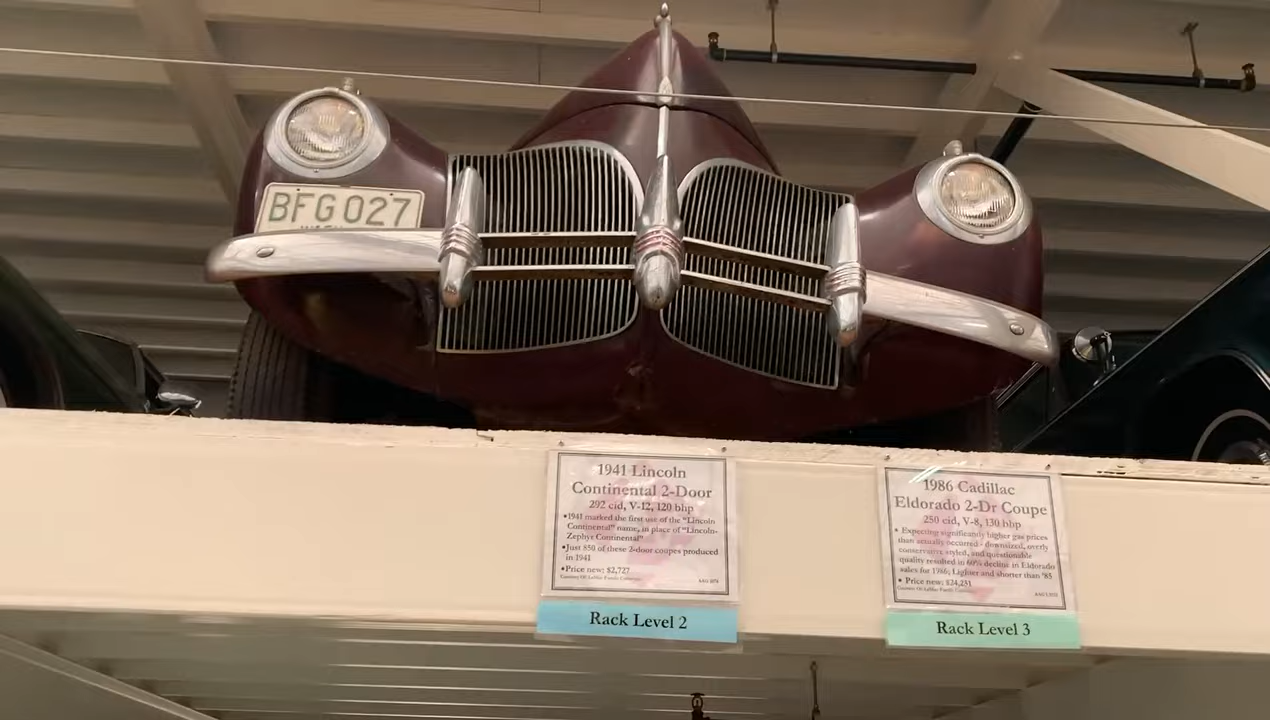 BFG 027
1941 Lincoln
Continental 2-Door
292 cid, V-12, 120 bhp
•1941 marked the first use of the "Lincoln
Continental" name, in place of "Lincoln-
Zephyr Continental"
•Just 850 of these 2-door coupes produced
in 1941
•Price new: $2,727
Rack Level 2
1986 Cadillac
Eldorado 2-Dr Coupe
250 cid, V-8, 130 bhp
• Expecting significantly higher gas prices
than actually occurred - downsized, overly
conservative styled, and questionable
quality resulted in 60% decline in Eldorado
sales for 1986; Lighter and shorter than '85
• Price new: $24,251
Rack Level 3